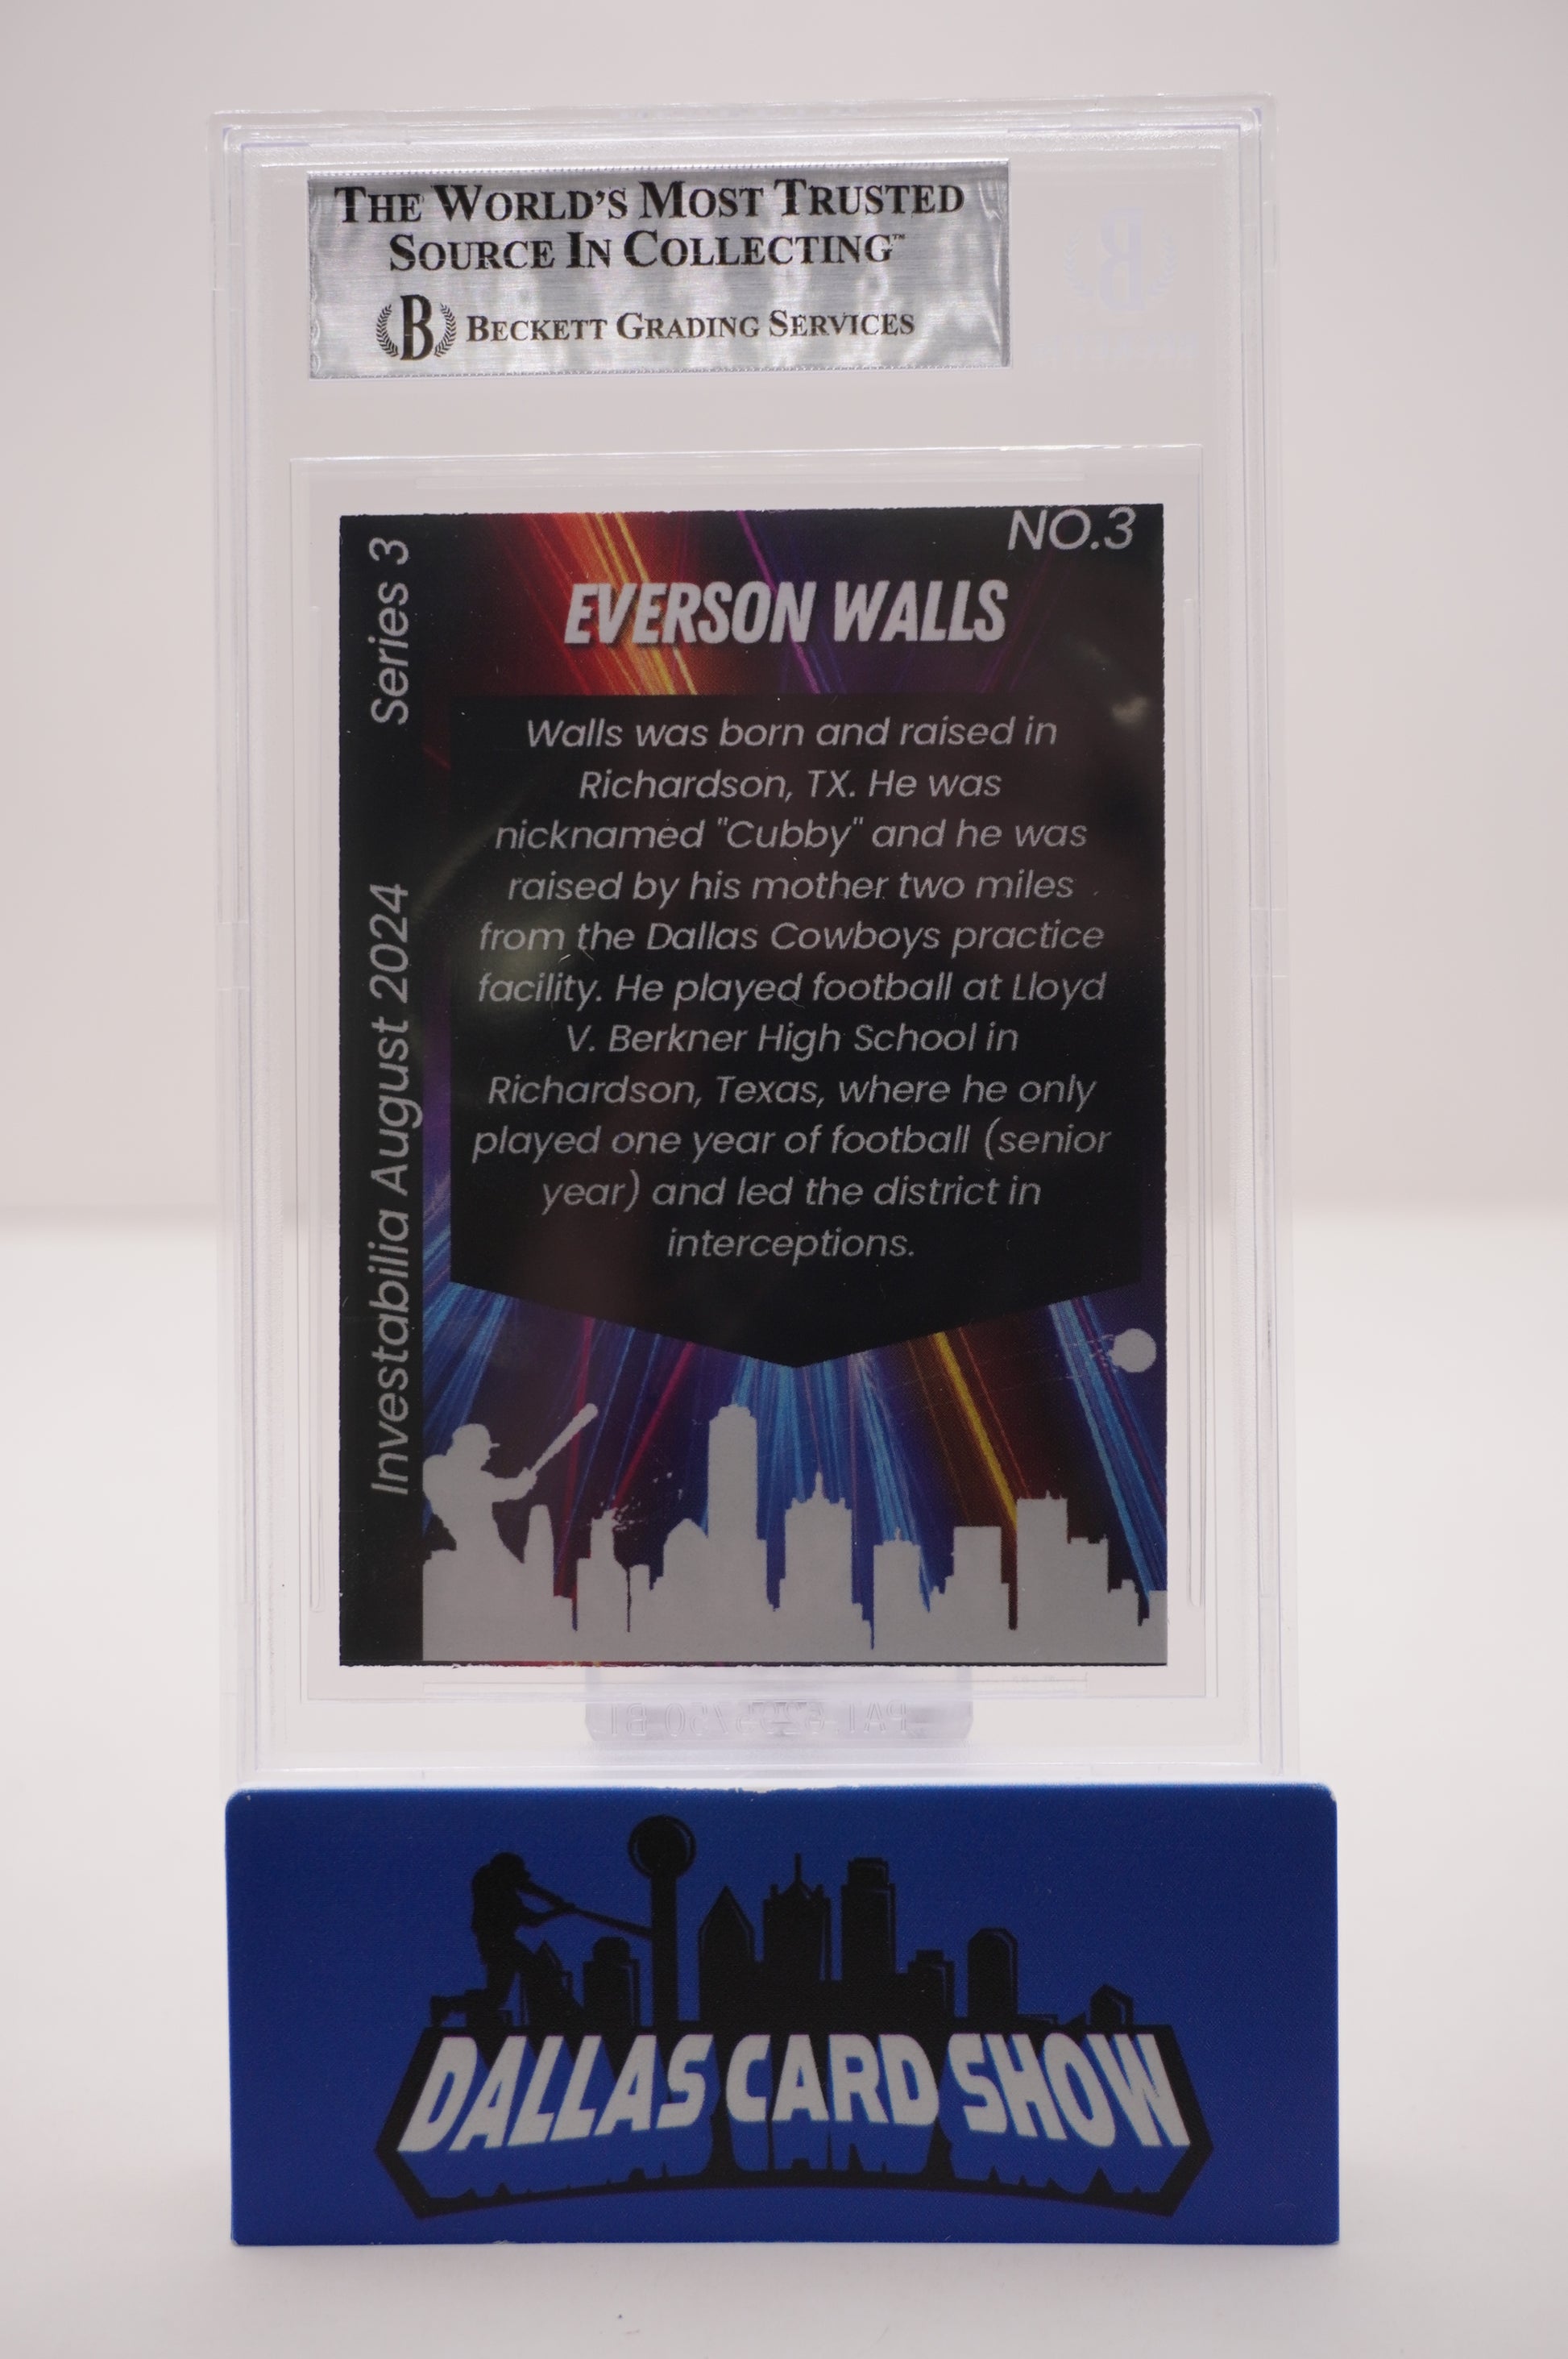 THE WORLD'S MOST TRUSTED
SOURCE IN COLLECTING™
B BECKETT GRADING SERVICES
NO.3
Series 3
Investabilia August 2024
EVERSON WALLS
Walls was born and raised in
Richardson, TX. He was
nicknamed "Cubby" and he was
raised by his mother two miles
from the Dallas Cowboys practice
facility. He played football at Lloyd
V. Berkner High School in
Richardson, Texas, where he only
played one year of football (senior
year) and led the district in
interceptions.
DALLAS CARD SHOW